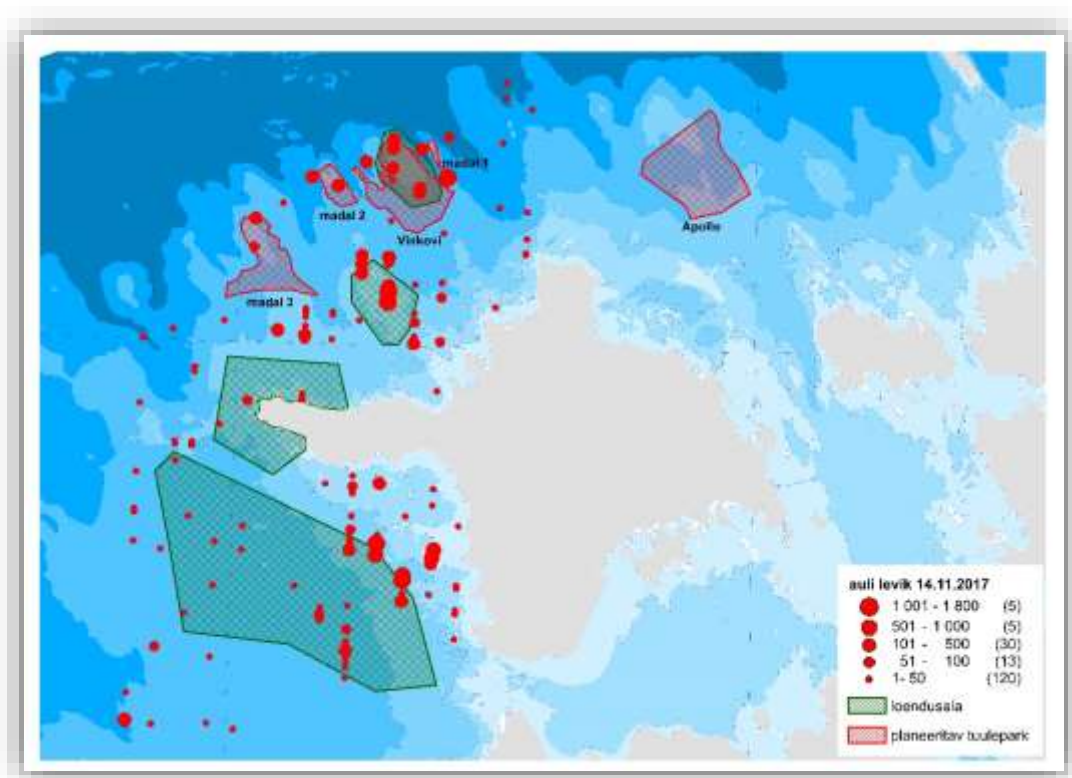 madal 1
madal 2
Vinkovi
Apollo
madal 3
auli levik 14.11.2017
1 001 - 1 800 (5)
501 - 1 000 (5)
101 - 500 (30)
51 - 100 (13)
1- 50 (120)
loendusala
planeeritav tuulepark